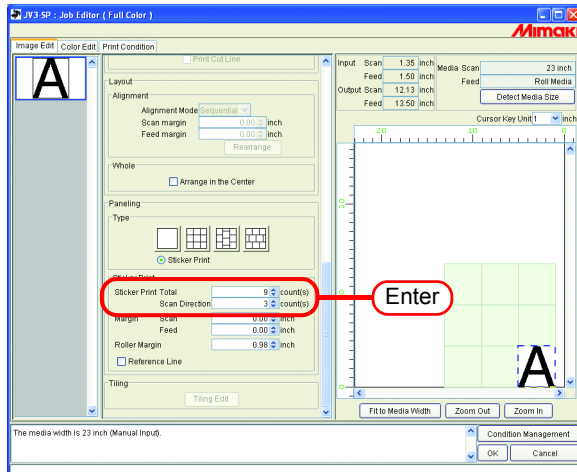 JV3-SP : Job Editor ( Full Color )
Mimaki
Image Edit Color Edit Print Condition
A
Print Cut Line
Layout
Alignment
Alignment Mode Sequential
Scan margin 0.00 inch
Feed margin 0.00 inch
Rearrange
Whole
Arrange in the Center
Paneling
Type
Sticker Print
Sticker Print
Sticker Print Total 9 count(s)
Scan Direction 3 count(s)
Margin Scan 0.00 inch
Feed 0.00 inch
Roller Margin 0.98 inch
Reference Line
Tiling
Tiling Edit
Enter
Input Scan 1.35 inch
Feed 1.50 inch
Output Scan 12.13 inch
Feed 13.50 inch
Media Scan 23 inch
Feed Roll Media
Detect Media Size
Cursor Key Unit 1 inch
20 10 0
20
10
0
A
Fit to Media Width Zoom Out Zoom In
The media width is 23 inch (Manual Input).
Condition Management
OK Cancel